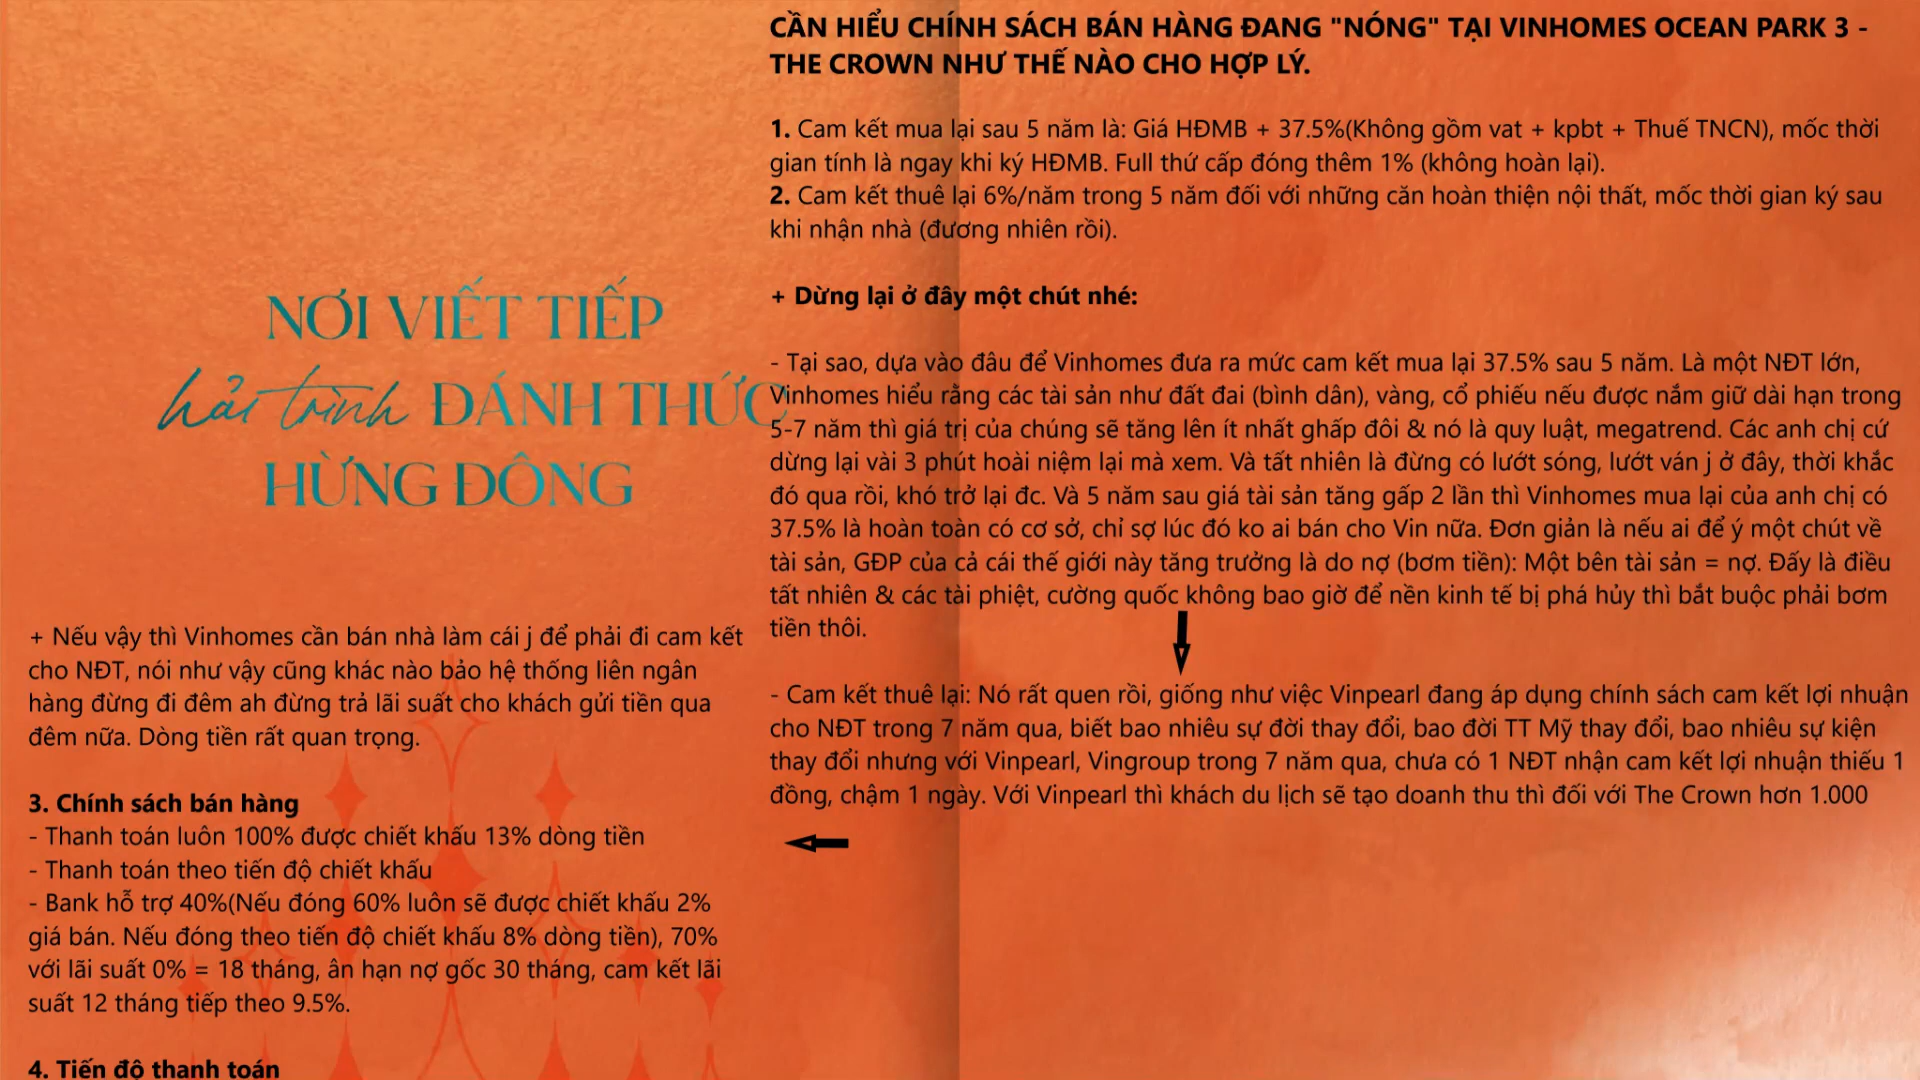 CẦN HIỂU CHÍNH SÁCH BÁN HÀNG ĐANG "NÓNG" TẠI VINHOMES OCEAN PARK 3 -
THE CROWN NHƯ THẾ NÀO CHO HỢP LÝ.
1. Cam kết mua lại sau 5 năm là: Giá HĐMB + 37.5%(Không gồm vat + kpbt + Thuế TNCN), mốc thời
gian tính là ngay khi ký HĐMB. Full thứ cấp đóng thêm 1% (không hoàn lại).
2. Cam kết thuê lại 6%/năm trong 5 năm đối với những căn hoàn thiện nội thất, mốc thời gian ký sau
khi nhận nhà (đương nhiên rồi).
+ Dừng lại ở đây một chút nhé:
- Tại sao, dựa vào đâu để Vinhomes đưa ra mức cam kết mua lại 37.5% sau 5 năm. Là một NĐT lớn,
Vinhomes hiểu rằng các tài sản như đất đai (bình dân), vàng, cổ phiếu nếu được nắm giữ dài hạn trong
5-7 năm thì giá trị của chúng sẽ tăng lên ít nhất ghấp đôi & nó là quy luật, megatrend. Các anh chị cứ
dừng lại vài 3 phút hoài niệm lại mà xem. Và tất nhiên là đừng có lướt sóng, lướt ván j ở đây, thời khắc
đó qua rồi, khó trở lại đc. Và 5 năm sau giá tài sản tăng gấp 2 lần thì Vinhomes mua lại của anh chị có
37.5% là hoàn toàn có cơ sở, chỉ sợ lúc đó ko ai bán cho Vin nữa. Đơn giản là nếu ai để ý một chút về
tài sản, GĐP của cả cái thế giới này tăng trưởng là do nợ (bơm tiền): Một bên tài sản = nợ. Đấy là điều
tất nhiên & các tài phiệt, cường quốc không bao giờ để nền kinh tế bị phá hủy thì bắt buộc phải bơm
tiền thôi.
- Cam kết thuê lại: Nó rất quen rồi, giống như việc Vinpearl đang áp dụng chính sách cam kết lợi nhuận
cho NĐT trong 7 năm qua, biết bao nhiêu sự đời thay đổi, bao đời TT Mỹ thay đổi, bao nhiêu sự kiện
thay đổi nhưng với Vinpearl, Vingroup trong 7 năm qua, chưa có 1 NĐT nhận cam kết lợi nhuận thiếu 1
đồng, chậm 1 ngày. Với Vinpearl thì khách du lịch sẽ tạo doanh thu thì đối với The Crown hơn 1.000
NƠI VIẾT TIẾP
hải trình ĐÁNH THỨC
HỪNG ĐÔNG
+ Nếu vậy thì Vinhomes cần bán nhà làm cái j để phải đi cam kết
cho NĐT, nói như vậy cũng khác nào bảo hệ thống liên ngân
hàng đừng đi đêm ah đừng trả lãi suất cho khách gửi tiền qua
đêm nữa. Dòng tiền rất quan trọng.
3. Chính sách bán hàng
- Thanh toán luôn 100% được chiết khấu 13% dòng tiền
- Thanh toán theo tiến độ chiết khấu
- Bank hỗ trợ 40%(Nếu đóng 60% luôn sẽ được chiết khấu 2%
giá bán. Nếu đóng theo tiến độ chiết khấu 8% dòng tiền), 70%
với lãi suất 0% = 18 tháng, ân hạn nợ gốc 30 tháng, cam kết lãi
suất 12 tháng tiếp theo 9.5%.
4. Tiến độ thanh toán